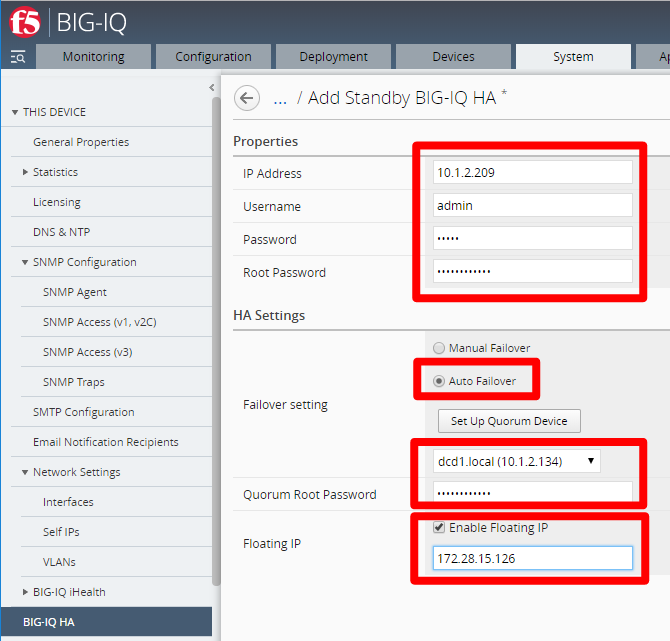 f5 BIG-IQ
Monitoring Configuration Deployment Devices System Ap
... / Add Standby BIG-IQ HA *
THIS DEVICE
General Properties
Statistics
Licensing
DNS & NTP
SNMP Configuration
SNMP Agent
SNMP Access (v1, v2C)
SNMP Access (v3)
SNMP Traps
SMTP Configuration
Email Notification Recipients
Network Settings
Interfaces
Self IPs
VLANs
BIG-IQ iHealth
BIG-IQ HA
Properties
IP Address 10.1.2.209
Username admin
Password •••••
Root Password ••••••••••••
HA Settings
Manual Failover
Auto Failover
Failover setting
Set Up Quorum Device
dcd1.local (10.1.2.134)
Quorum Root Password ••••••••••••
Enable Floating IP
Floating IP
172.28.15.126